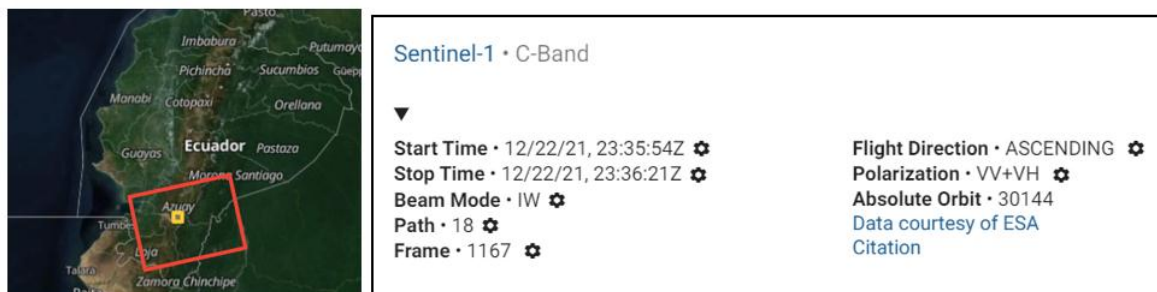 Pasto
Imbabura
Putumayo
Pichincha
Sucumbios
Güepp
Manabi
Cotopaxi
Orellana
Ecuador
Pastaza
Guayas
Morona Santiago
Azuay
Tumbes
Loja
Talara
Zamora Chinchipe
Sentinel-1 • C-Band
▼
Start Time • 12/22/21, 23:35:54Z
Stop Time • 12/22/21, 23:36:21Z
Beam Mode • IW
Path • 18
Frame • 1167
Flight Direction • ASCENDING
Polarization • VV+VH
Absolute Orbit • 30144
Data courtesy of ESA
Citation